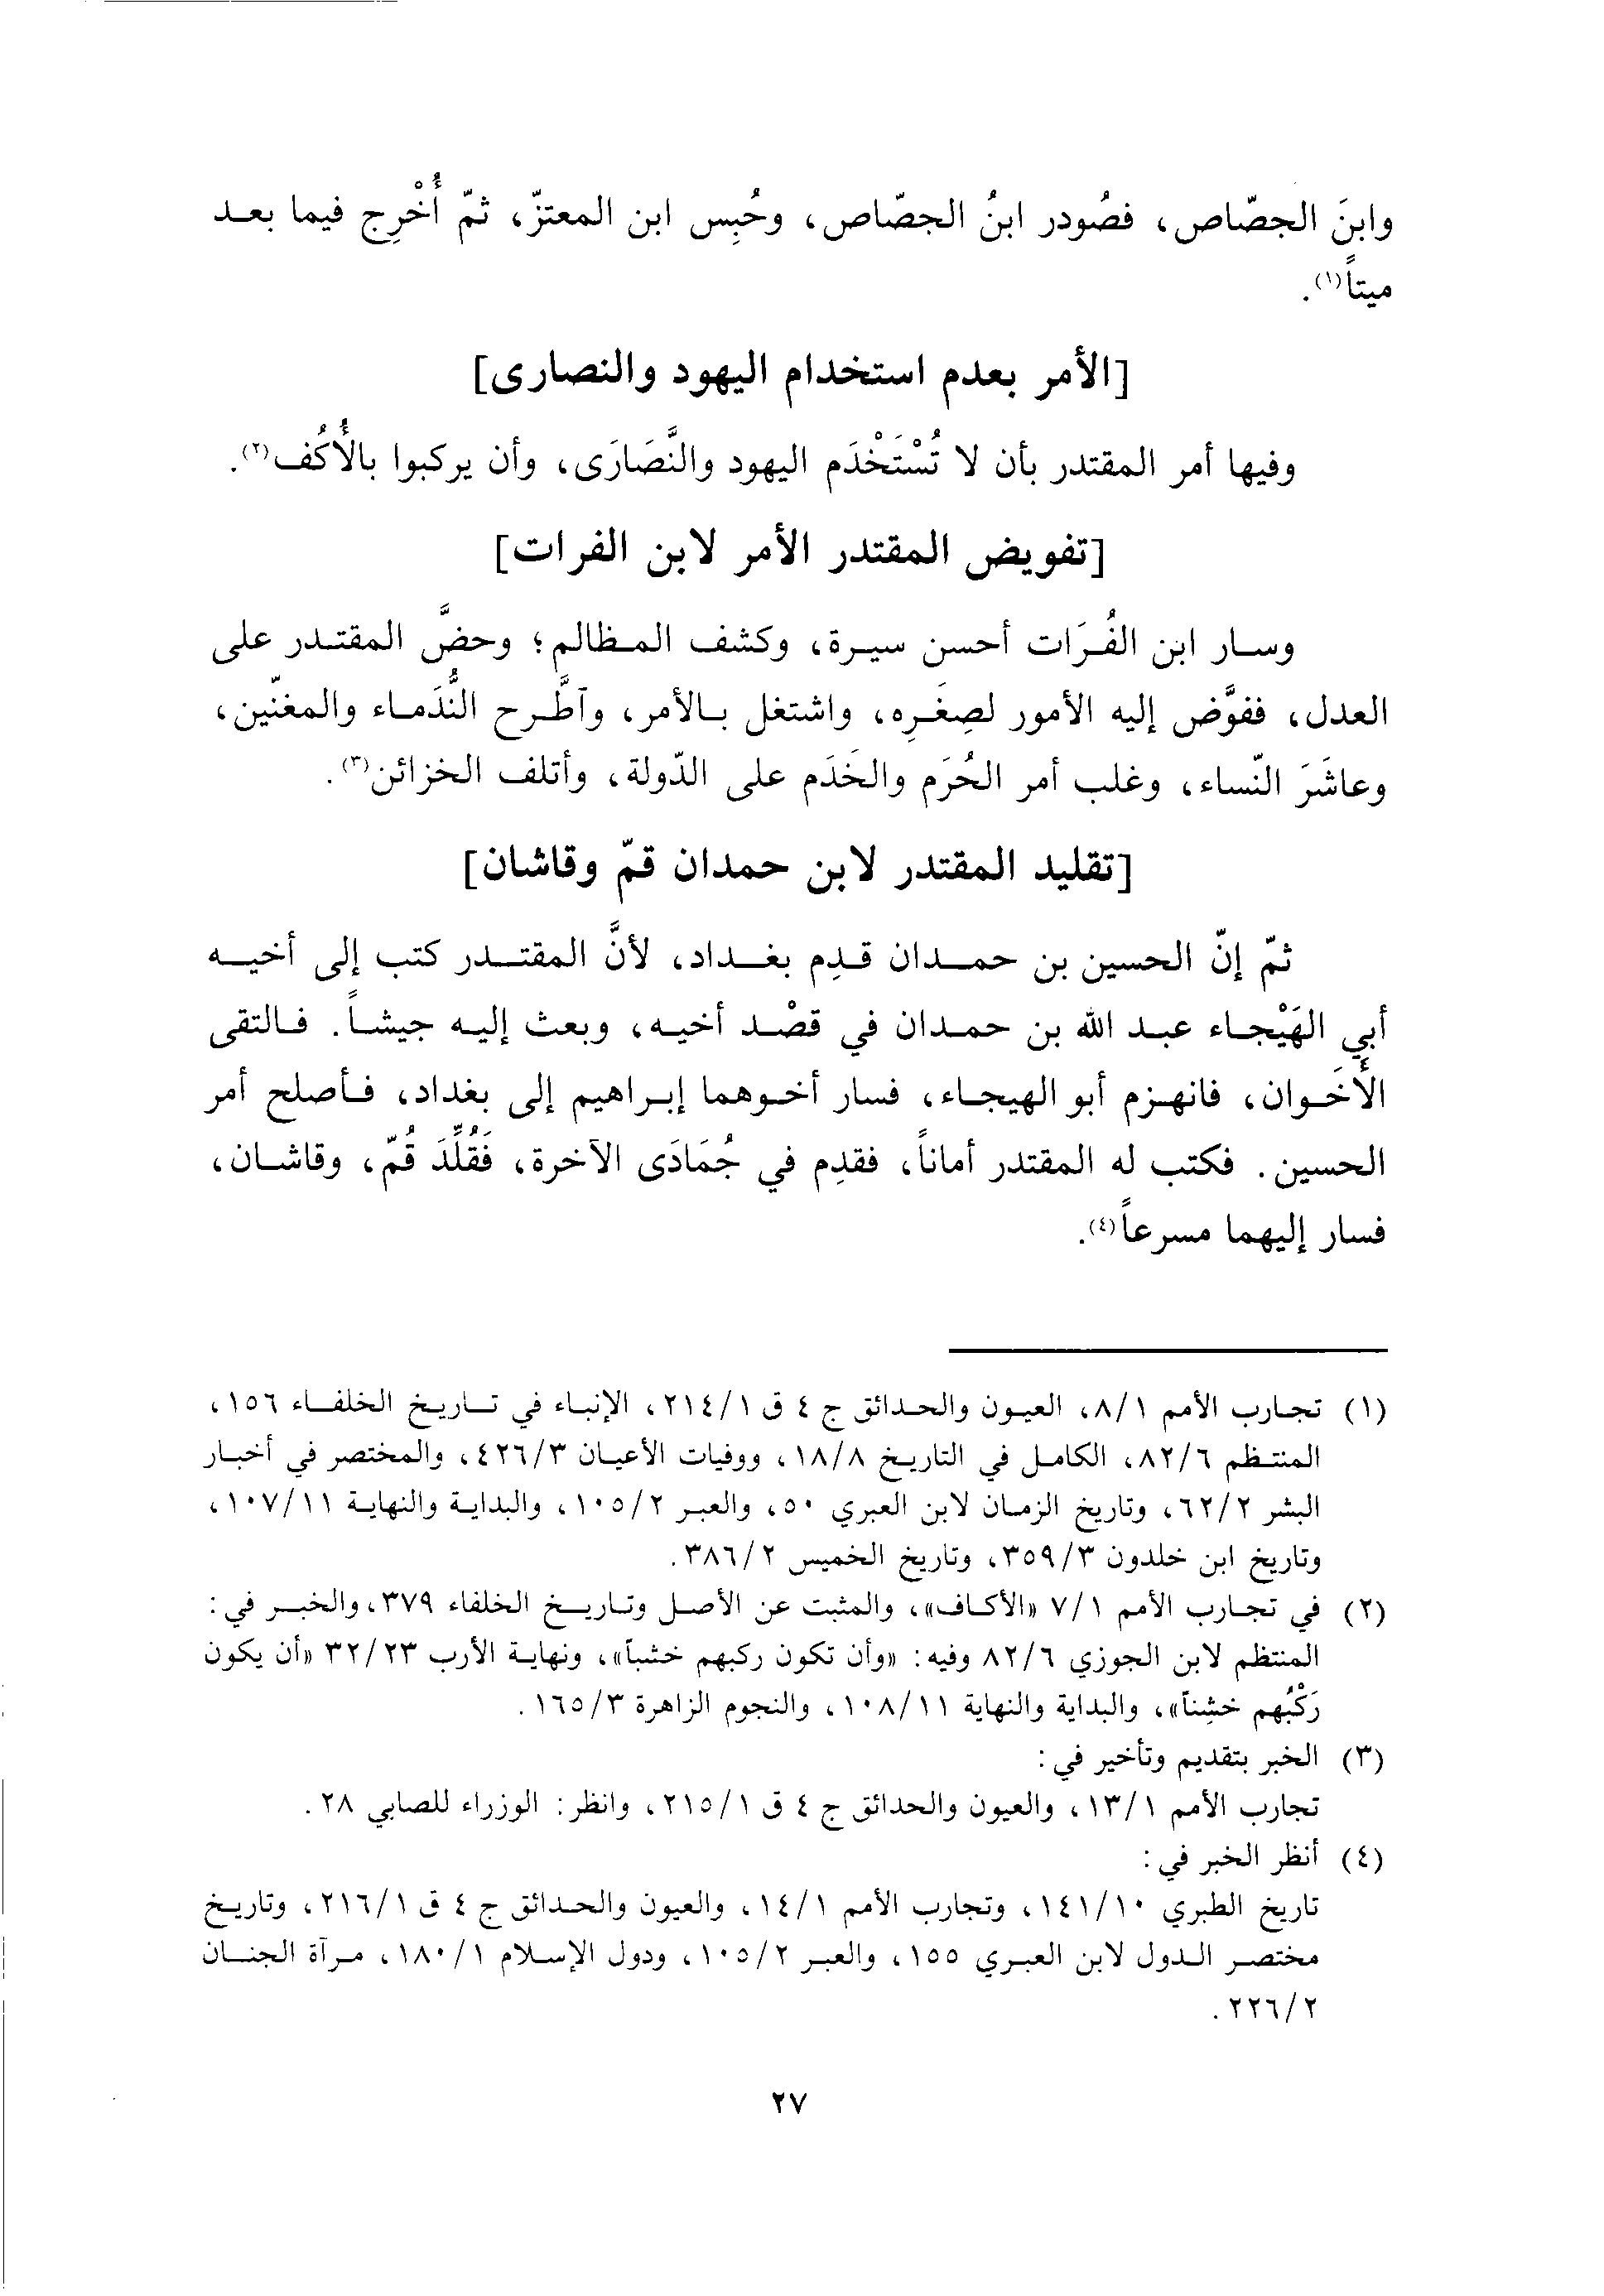 وابنَ الجصّاص، فصُودر ابنُ الجصّاص، وحُبِس ابن المعتزّ، ثمّ أُخْرِج فيما بعد
ميتاً(١).
[الأمر بعدم استخدام اليهود والنصارى]
وفيها أمر المقتدر بأن لا تُسْتَخْدَم اليهود والنَّصَارَى، وأن يركبوا بالأُكُف(٢).
[تفويض المقتدر الأمر لابن الفرات]
وسار ابن الفُرَات أحسن سيرة، وكشف المظالم؛ وحضَّ المقتدر على
العدل، ففوَّض إليه الأمور لصِغَرِه، واشتغل بالأمر، وآطَّرح النُّدَماء والمغنّين،
وعاشَرَ النّساء، وغلب أمر الحُرَم والخَدَم على الدّولة، وأتلف الخزائن(٣).
[تقليد المقتدر لابن حمدان قمّ وقاشان]
ثمّ إنّ الحسين بن حمدان قدِم بغداد، لأنَّ المقتدر كتب إلى أخيه
أبي الهَيْجاء عبد الله بن حمدان في قصْد أخيه، وبعث إليه جيشاً. فالتقى
الأَخَوان، فانهزم أبو الهيجاء، فسار أخوهما إبراهيم إلى بغداد، فأصلح أمر
الحسين. فكتب له المقتدر أماناً، فقدِم في جُمَادَى الآخرة، فَقُلِّدَ قُمّ، وقاشان،
فسار إليهما مسرعاً(٤).
(١) تجارب الأمم ٨/١، العيون والحدائق ج ٤ ق ٢١٤/١، الإنباء في تاريخ الخلفاء ١٥٦،
المنتظم ٨٢/٦، الكامل في التاريخ ١٨/٨، ووفيات الأعيان ٤٢٦/٣، والمختصر في أخبار
البشر ٦٢/٢، وتاريخ الزمان لابن العبري ٥٠، والعبر ١٠٥/٢، والبداية والنهاية ١٠٧/١١،
وتاريخ ابن خلدون ٣٥٩/٣، وتاريخ الخميس ٣٨٦/٢.
(٢) في تجارب الأمم ٧/١ «الأكاف»، والمثبت عن الأصل وتاريخ الخلفاء ٣٧٩، والخبر في:
المنتظم لابن الجوزي ٨٢/٦ وفيه: «وأن تكون ركبهم خشباً»، ونهاية الأرب ٣٢/٢٣ «أن يكون
رَكْبُهم خشِناً»، والبداية والنهاية ١٠٨/١١، والنجوم الزاهرة ١٦٥/٣.
(٣) الخبر بتقديم وتأخير في:
تجارب الأمم ١٣/١، والعيون والحدائق ج ٤ ق ٢١٥/١، وانظر: الوزراء للصابي ٢٨.
(٤) أنظر الخبر في:
تاريخ الطبري ١٤١/١٠، وتجارب الأمم ١٤/١، والعيون والحدائق ج ٤ ق ٢١٦/١، وتاريخ
مختصر الدول لابن العبري ١٥٥، والعبر ١٠٥/٢، ودول الإسلام ١٨٠/١، مرآة الجنان
٢٢٦/٢.
٢٧